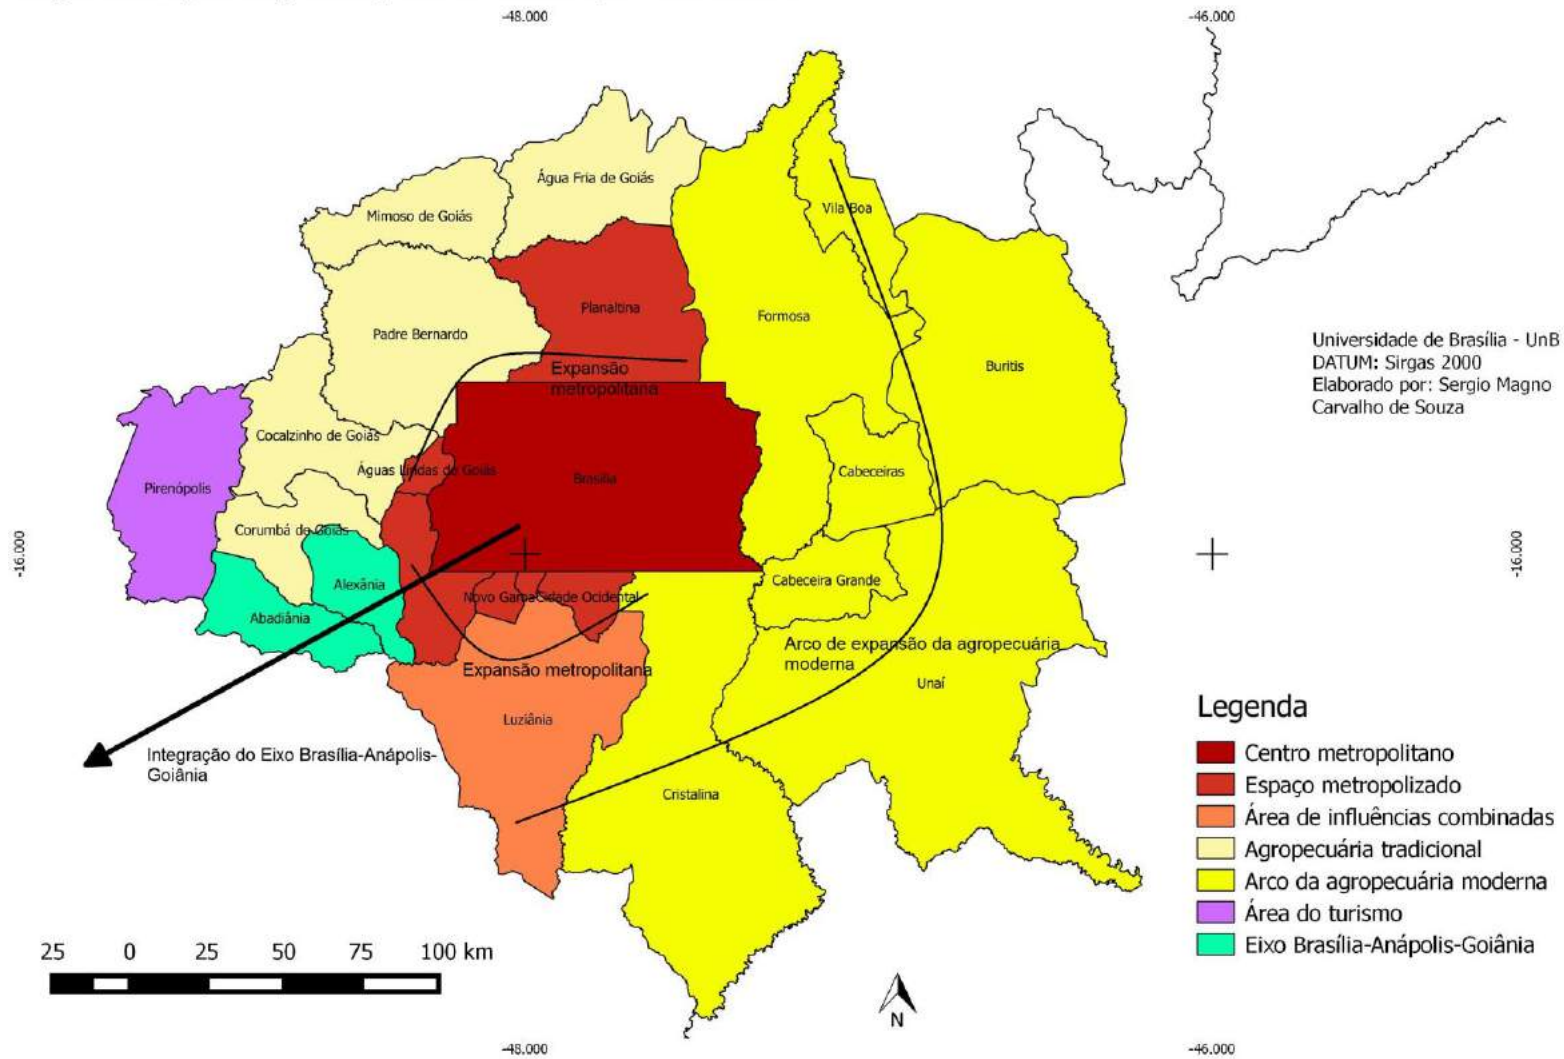 -48.000
-46.000
Água Fria de Goiás
Mimoso de Goiás
Vila Boa
Planaltina
Formosa
Padre Bernardo
Buritis
Universidade de Brasília - UnB
DATUM: Sirgas 2000
Elaborado por: Sergio Magno
Carvalho de Souza
Expansão
metropolitana
Cocalzinho de Goiás
Águas Lindas de Goiás
Cabeceiras
Brasília
Pirenópolis
Corumbá de Goiás
-16.000
-16.000
Alexânia
Cabeceira Grande
Novo Gama
Cidade Ocidental
Abadiânia
Arco de expansão da agropecuária
moderna
Expansão metropolitana
Unaí
Luziânia
Integração do Eixo Brasília-Anápolis-
Goiânia
Cristalina
Legenda
Centro metropolitano
Espaço metropolizado
Área de influências combinadas
Agropecuária tradicional
Arco da agropecuária moderna
Área do turismo
Eixo Brasília-Anápolis-Goiânia
25 0 25 50 75 100 km
N
-48.000
-46.000